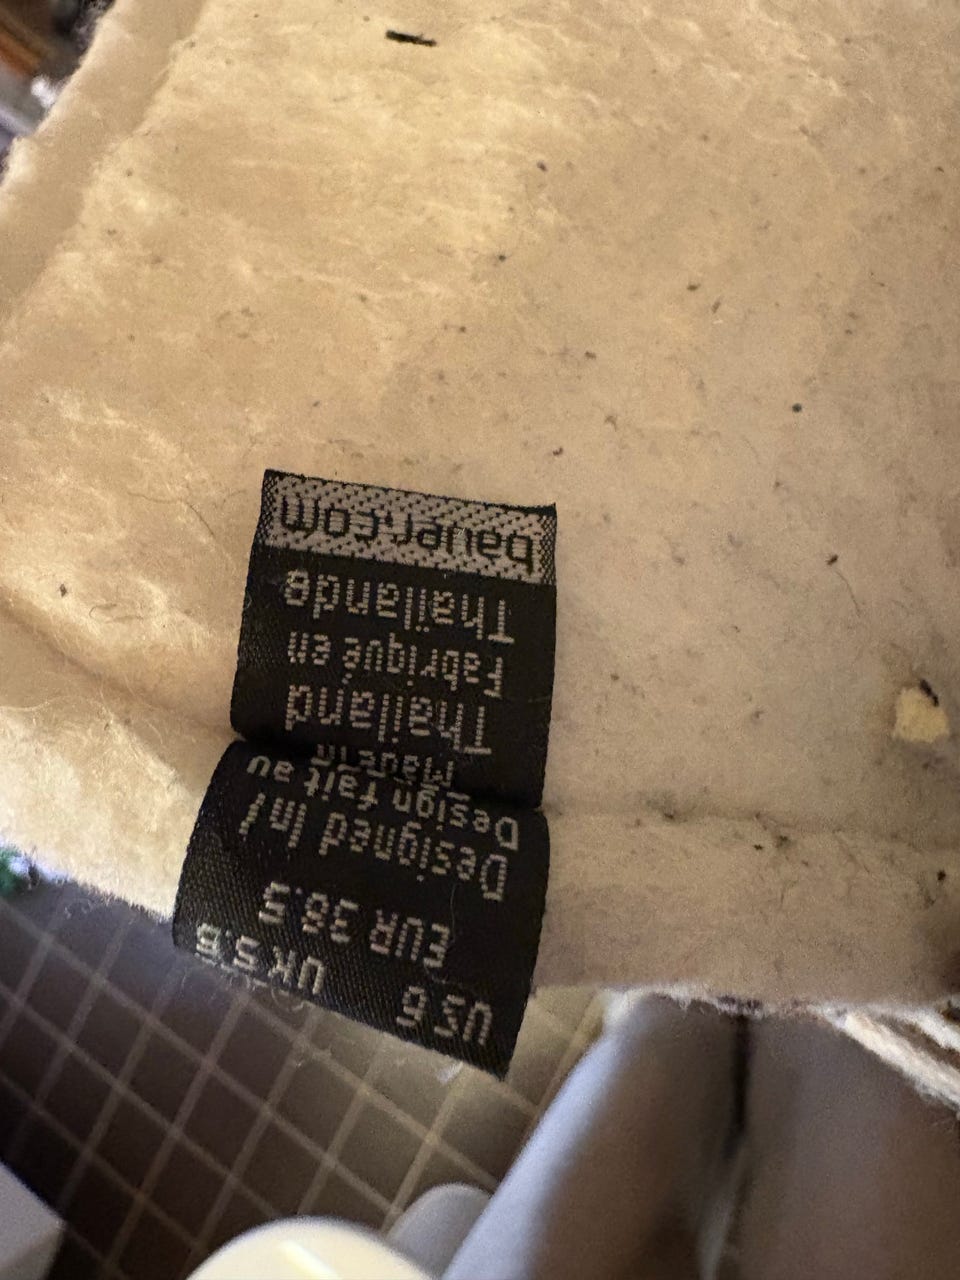 US 6 UK 5.5
EUR 38.5
Designed in/
Design fait au
Made in
Thailand
Fabriqué en
Thaïlande
bauer.com